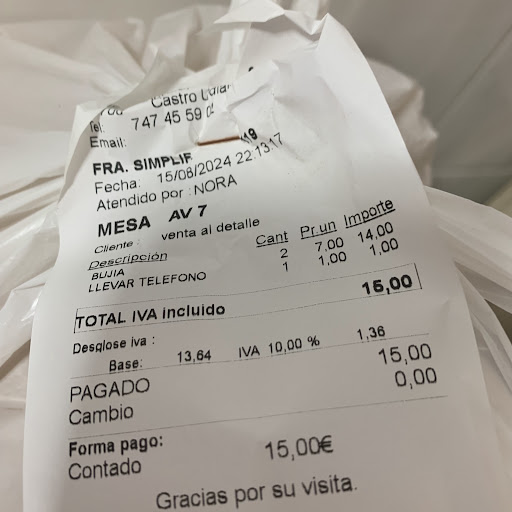 Castro
Tel: 747 45 59
Email:
FRA. SIMPLIF 19
Fecha: 15/08/2024 22:13:17
Atendido por : NORA
MESA AV 7
Cliente : venta al detalle
Descripción Cant Pr.un Importe
BUJIA 2 7,00 14,00
LLEVAR TELEFONO 1 1,00 1,00
TOTAL IVA incluido 15,00
Desglose iva :
Base: 13,64 IVA 10,00 % 1,36
PAGADO 15,00
Cambio 0,00
Forma pago:
Contado 15,00€
Gracias por su visita.